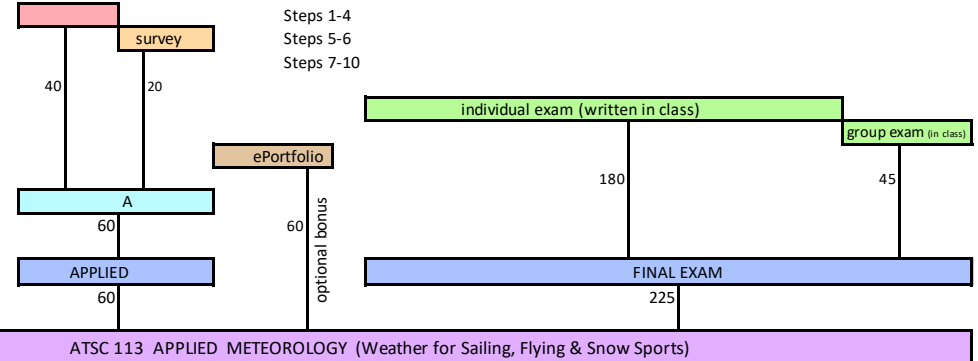 Steps 1-4
survey
Steps 5-6
Steps 7-10
40
20
individual exam (written in class)
group exam (in class)
ePortfolio
180
45
A
60
60
optional bonus
APPLIED
FINAL EXAM
60
225
ATSC 113 APPLIED METEOROLOGY (Weather for Sailing, Flying & Snow Sports)